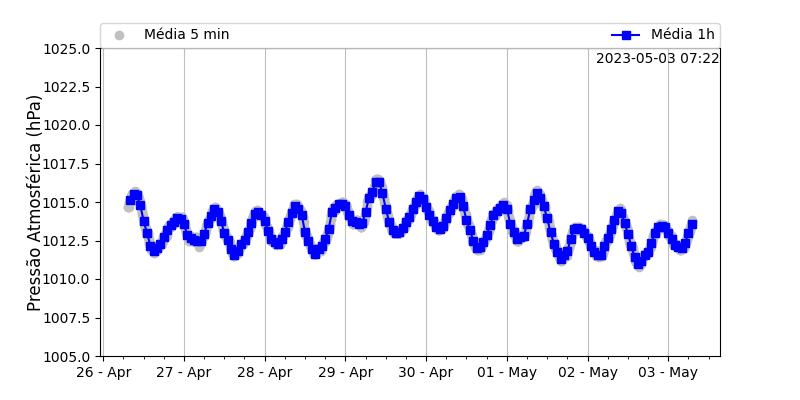 Média 5 min
Média 1h
2023-05-03 07:22
Pressão Atmosférica (hPa)
1025.0
1022.5
1020.0
1017.5
1015.0
1012.5
1010.0
1007.5
1005.0
26 - Apr
27 - Apr
28 - Apr
29 - Apr
30 - Apr
01 - May
02 - May
03 - May